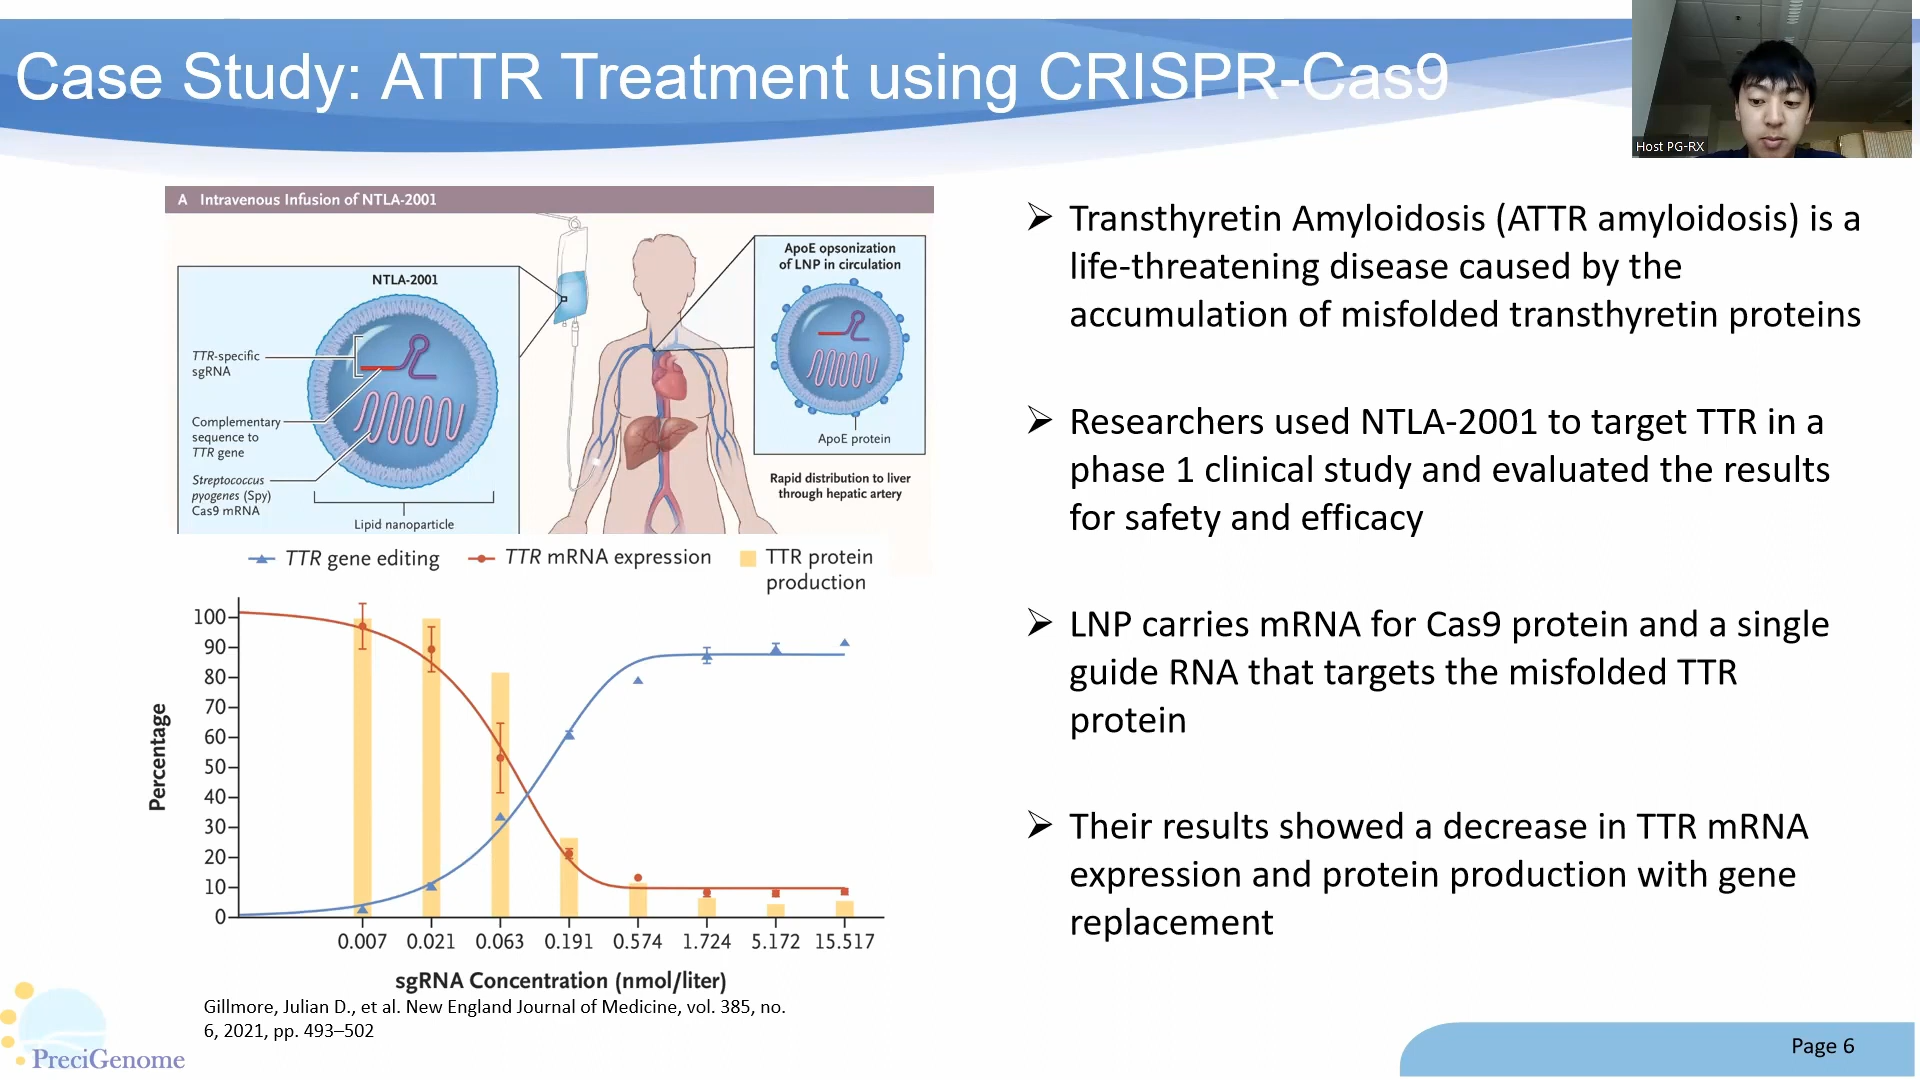 Case Study: ATTR Treatment using CRISPR-Cas9
Host PG-RX
A Intravenous Infusion of NTLA-2001
NTLA-2001
TTR-specific
sgRNA
Complementary
sequence to
TTR gene
Streptococcus
pyogenes (Spy)
Cas9 mRNA
Lipid nanoparticle
ApoE opsonization
of LNP in circulation
ApoE protein
Rapid distribution to liver
through hepatic artery
TTR gene editing
TTR mRNA expression
TTR protein
production
Percentage
100
90
80
70
60
50
40
30
20
10
0
0.007 0.021 0.063 0.191 0.574 1.724 5.172 15.517
sgRNA Concentration (nmol/liter)
Gillmore, Julian D., et al. New England Journal of Medicine, vol. 385, no.
6, 2021, pp. 493–502
PreciGenome
➢ Transthyretin Amyloidosis (ATTR amyloidosis) is a
life-threatening disease caused by the
accumulation of misfolded transthyretin proteins
➢ Researchers used NTLA-2001 to target TTR in a
phase 1 clinical study and evaluated the results
for safety and efficacy
➢ LNP carries mRNA for Cas9 protein and a single
guide RNA that targets the misfolded TTR
protein
➢ Their results showed a decrease in TTR mRNA
expression and protein production with gene
replacement
Page 6